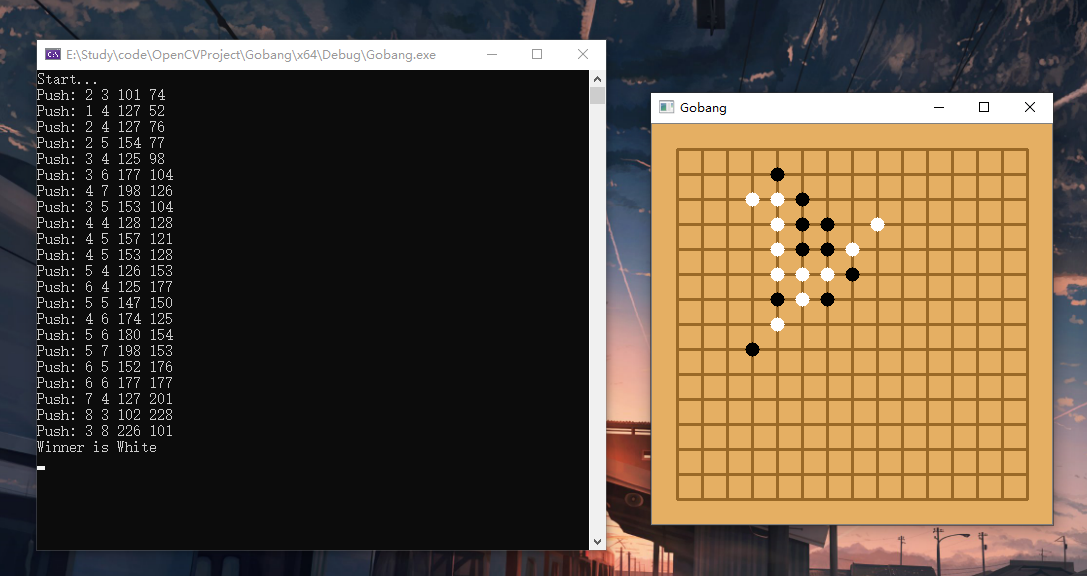 E:\Study\code\OpenCVProject\Gobang\x64\Debug\Gobang.exe
Start...
Push: 2 3 101 74
Push: 1 4 127 52
Push: 2 4 127 76
Push: 2 5 154 77
Push: 3 4 125 98
Push: 3 6 177 104
Push: 4 7 198 126
Push: 3 5 153 104
Push: 4 4 128 128
Push: 4 5 157 121
Push: 4 5 153 128
Push: 5 4 126 153
Push: 6 4 125 177
Push: 5 5 147 150
Push: 4 6 174 125
Push: 5 6 180 154
Push: 5 7 198 153
Push: 6 5 152 176
Push: 6 6 177 177
Push: 7 4 127 201
Push: 8 3 102 228
Push: 3 8 226 101
Winner is White
Gobang